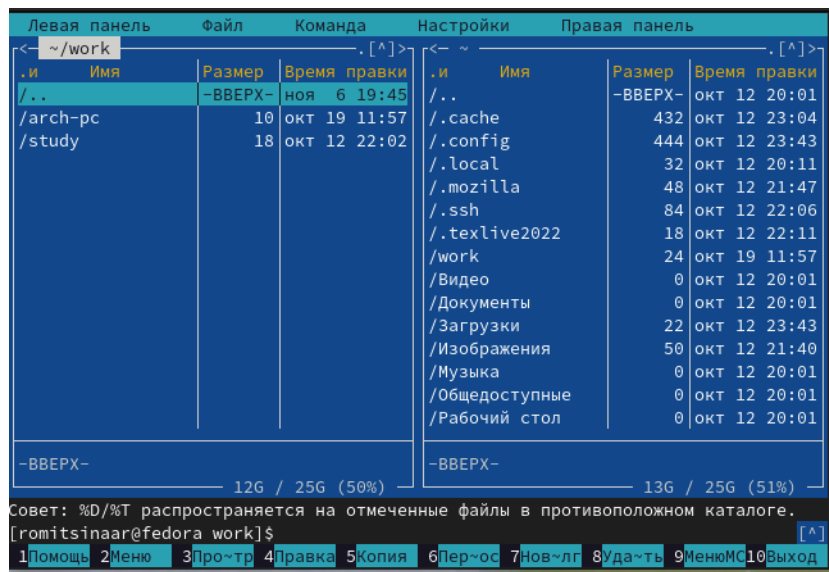 Левая панель Файл Команда Настройки Правая панель
<- ~/work .[^]> <- ~ .[^]>
.и Имя Размер Время правки .и Имя Размер Время правки
/.. -ВВЕРХ- ноя 6 19:45 /.. -ВВЕРХ- окт 12 20:01
/arch-pc 10 окт 19 11:57 /.cache 432 окт 12 23:04
/study 18 окт 12 22:02 /.config 444 окт 12 23:43
/.local 32 окт 12 20:11
/.mozilla 48 окт 12 21:47
/.ssh 84 окт 12 22:06
/.texlive2022 18 окт 12 22:11
/work 24 окт 19 11:57
/Видео 0 окт 12 20:01
/Документы 0 окт 12 20:01
/Загрузки 22 окт 12 23:43
/Изображения 50 окт 12 21:40
/Музыка 0 окт 12 20:01
/Общедоступные 0 окт 12 20:01
/Рабочий стол 0 окт 12 20:01
-ВВЕРХ- -ВВЕРХ-
12G / 25G (50%) 13G / 25G (51%)
Совет: %D/%T распространяется на отмеченные файлы в противоположном каталоге.
[romitsinaar@fedora work]$ [^]
1Помощь 2Меню 3Про~тр 4Правка 5Копия 6Пер~ос 7Нов~лг 8Уда~ть 9МенюМС 10Выход